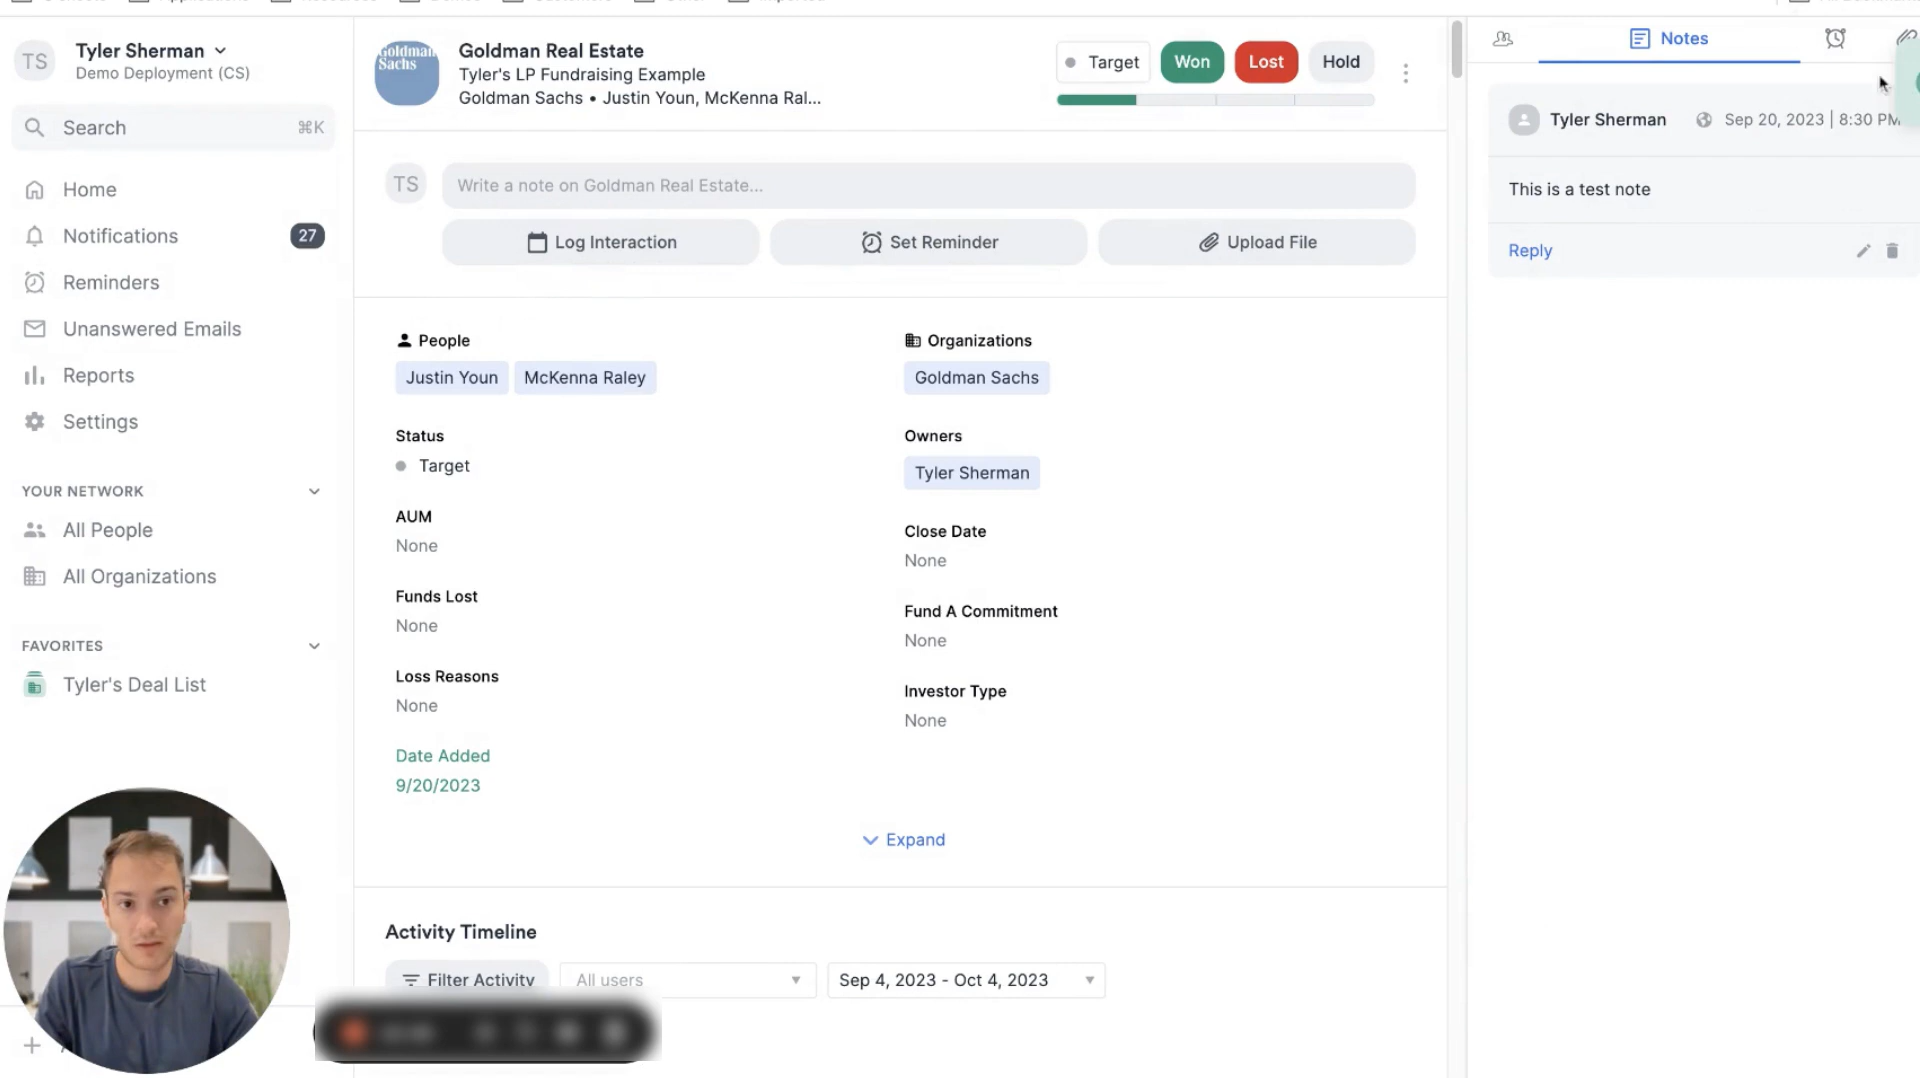 TS
Tyler Sherman
Demo Deployment (CS)
Search
⌘K
Home
Notifications
27
Reminders
Unanswered Emails
Reports
Settings
YOUR NETWORK
All People
All Organizations
FAVORITES
Tyler's Deal List
Goldman
Sachs
Goldman Real Estate
Tyler's LP Fundraising Example
Goldman Sachs • Justin Youn, McKenna Ral...
Target
Won
Lost
Hold
TS
Write a note on Goldman Real Estate...
Log Interaction
Set Reminder
Upload File
People
Justin Youn
McKenna Raley
Organizations
Goldman Sachs
Status
Target
Owners
Tyler Sherman
AUM
None
Close Date
None
Funds Lost
None
Fund A Commitment
None
Loss Reasons
None
Investor Type
None
Date Added
9/20/2023
Expand
Activity Timeline
Filter Activity
All users
Sep 4, 2023 - Oct 4, 2023
Notes
Tyler Sherman
Sep 20, 2023 | 8:30 PM
This is a test note
Reply